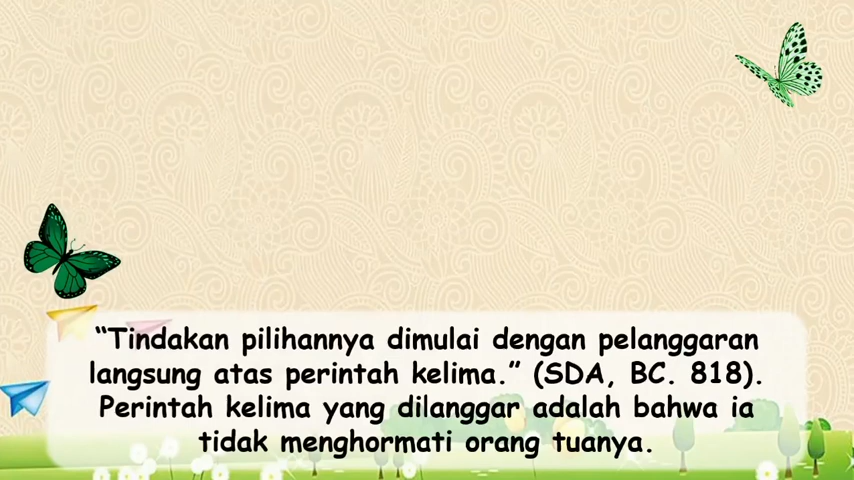 “Tindakan pilihannya dimulai dengan pelanggaran
langsung atas perintah kelima.” (SDA, BC. 818).
Perintah kelima yang dilanggar adalah bahwa ia
tidak menghormati orang tuanya.